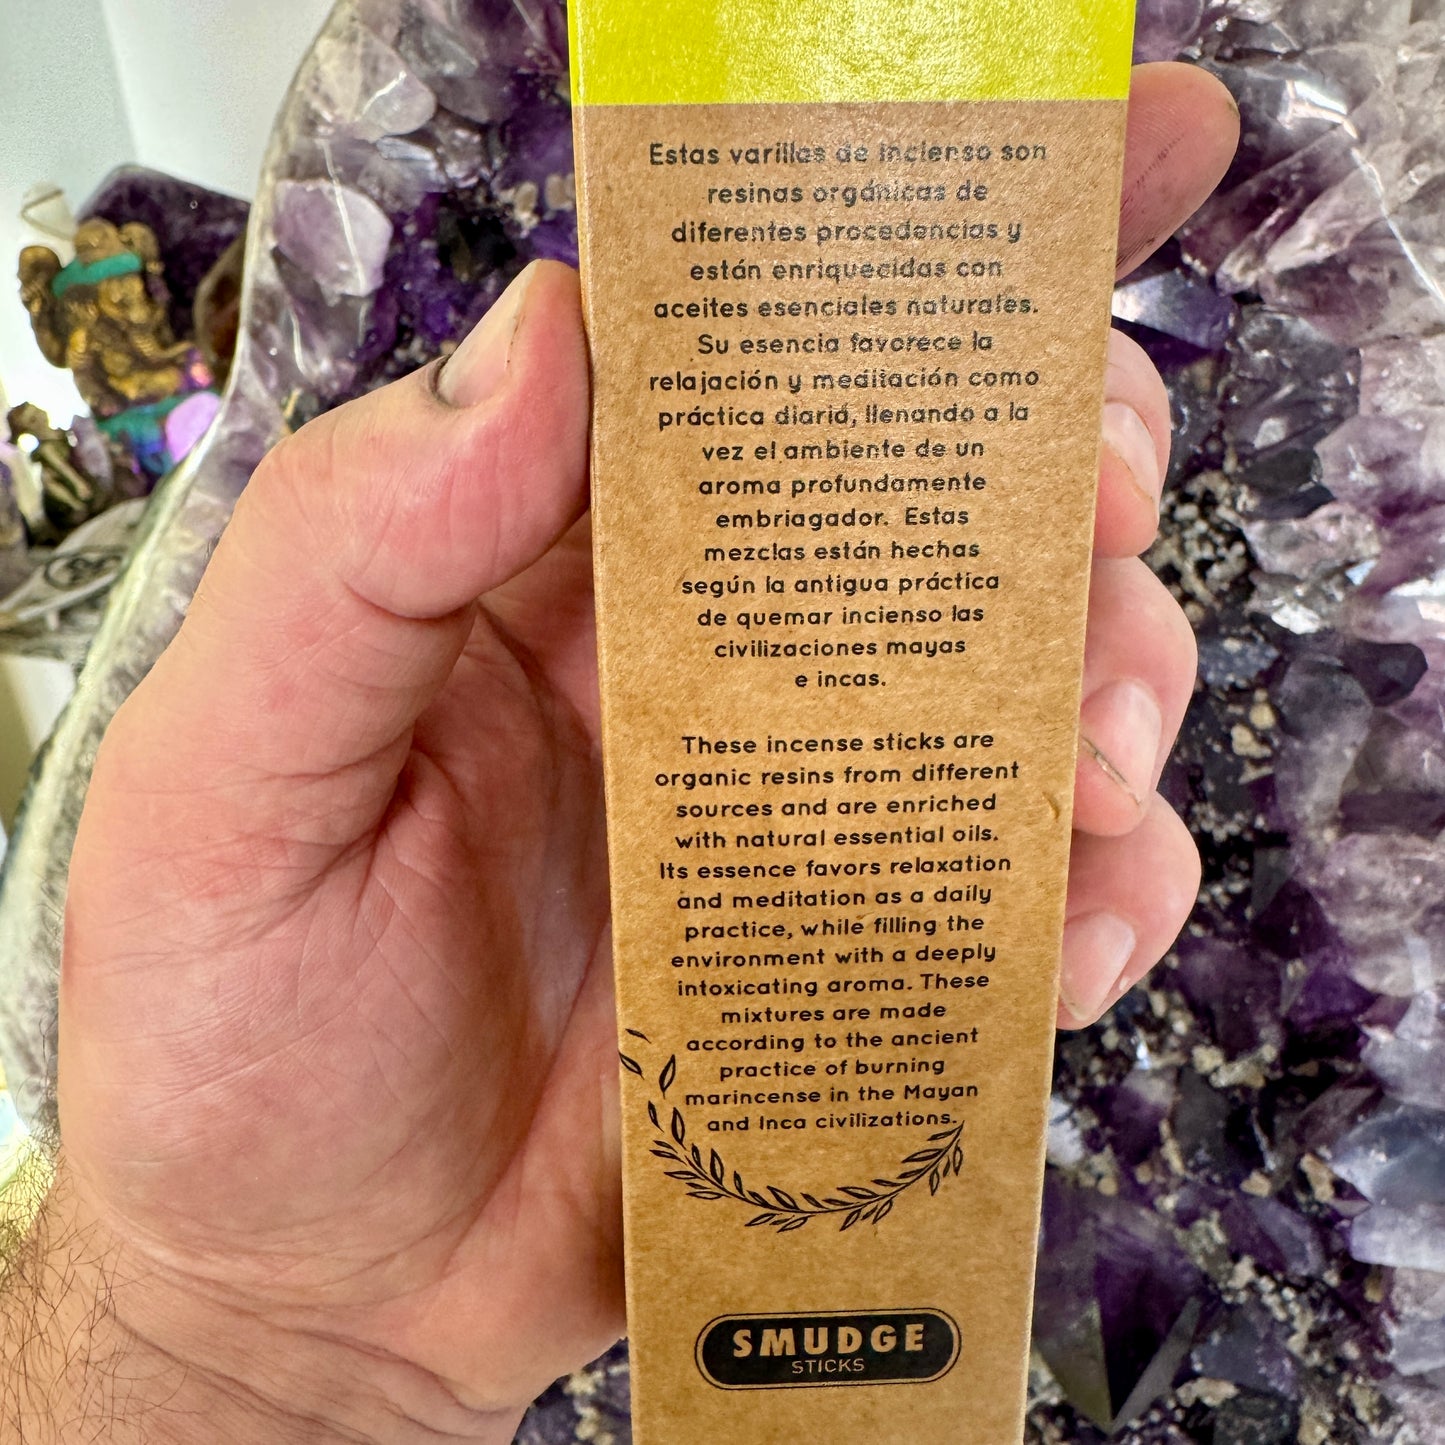 Estas varillas de incienso son
resinas orgánicas de
diferentes procedencias y
están enriquecidas con
aceites esenciales naturales.
Su esencia favorece la
relajación y meditación como
práctica diaria, llenando a la
vez el ambiente de un
aroma profundamente
embriagador. Estas
mezclas están hechas
según la antigua práctica
de quemar incienso las
civilizaciones mayas
e incas.
These incense sticks are
organic resins from different
sources and are enriched
with natural essential oils.
Its essence favors relaxation
and meditation as a daily
practice, while filling the
environment with a deeply
intoxicating aroma. These
mixtures are made
according to the ancient
practice of burning
marincense in the Mayan
and Inca civilizations.
SMUDGE
STICKS